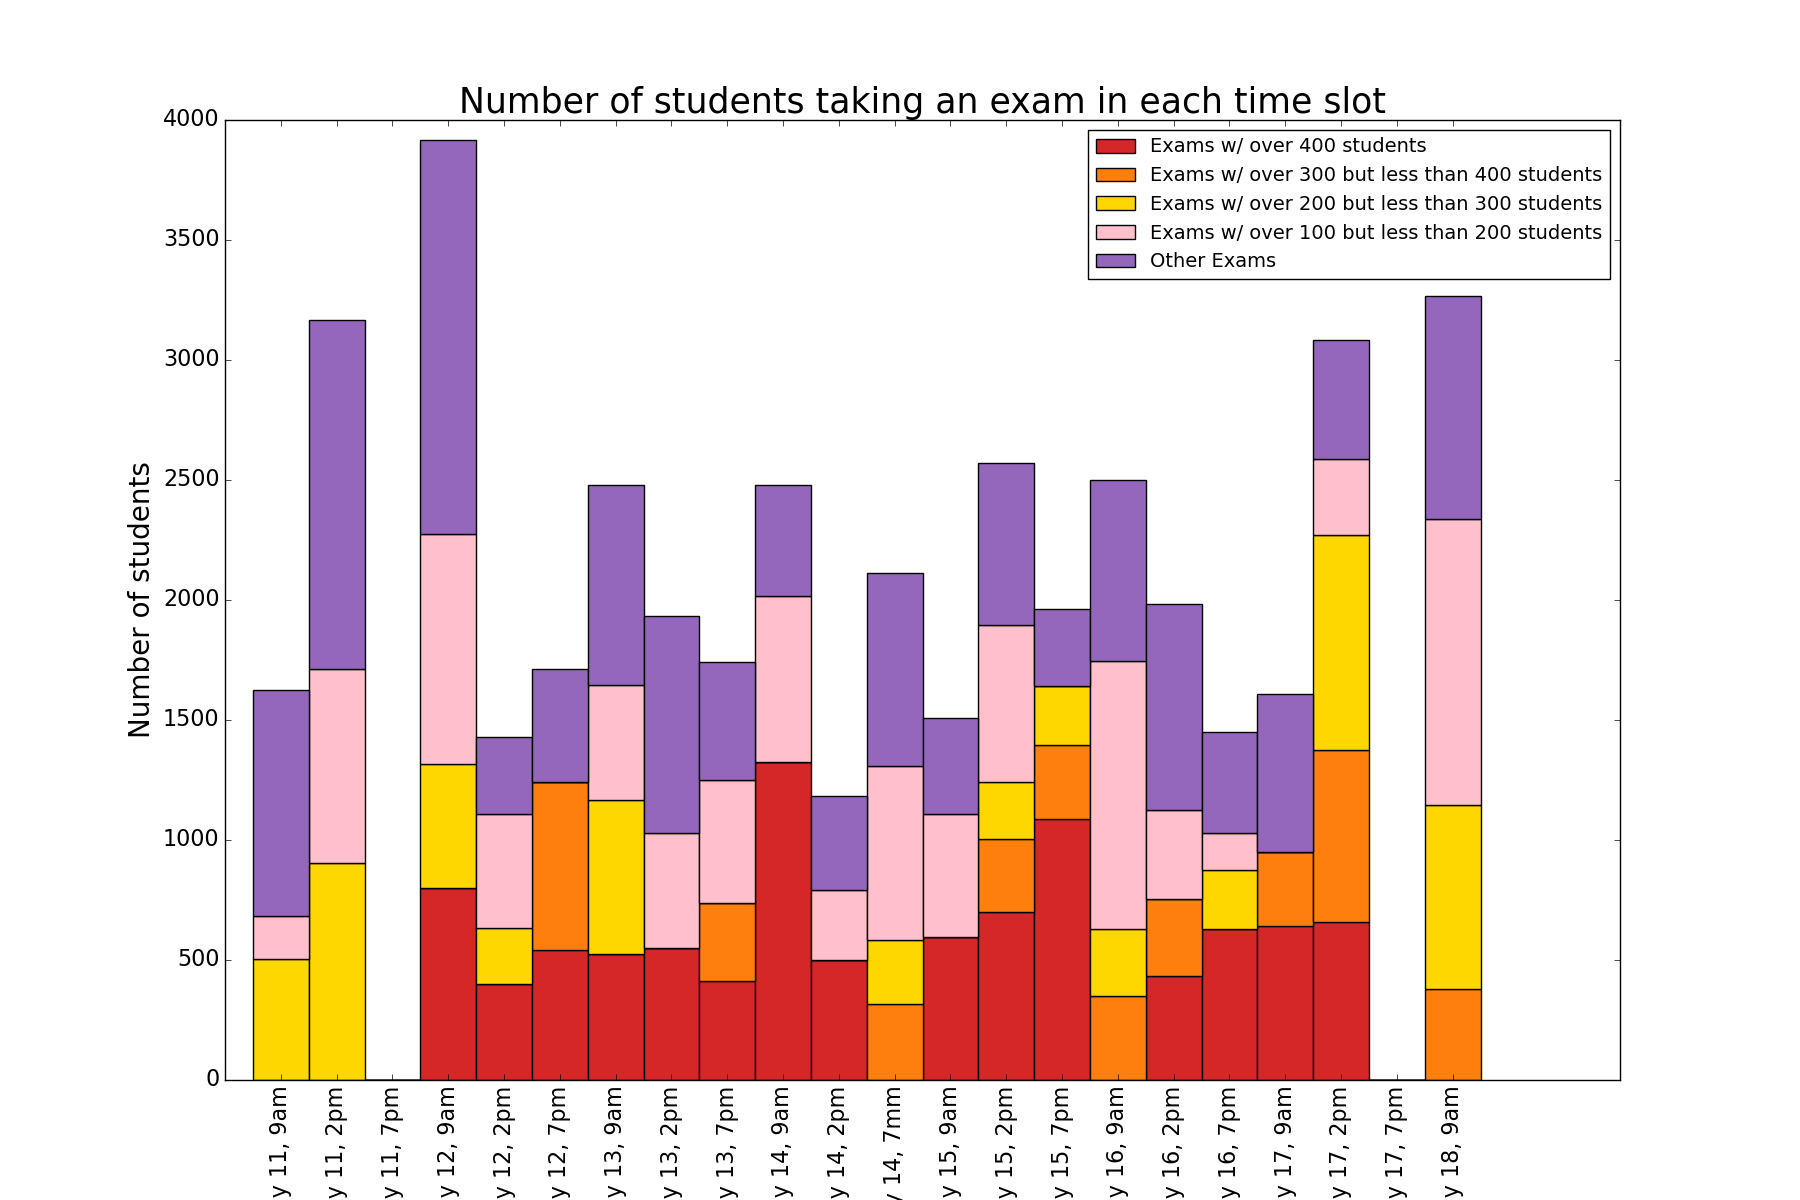 Number of students taking an exam in each time slot
Number of students
4000
3500
3000
2500
2000
1500
1000
500
0
Exams w/ over 400 students
Exams w/ over 300 but less than 400 students
Exams w/ over 200 but less than 300 students
Exams w/ over 100 but less than 200 students
Other Exams
y 11, 9am
y 11, 2pm
y 11, 7pm
y 12, 9am
y 12, 2pm
y 12, 7pm
y 13, 9am
y 13, 2pm
y 13, 7pm
y 14, 9am
y 14, 2pm
y 14, 7mm
y 15, 9am
y 15, 2pm
y 15, 7pm
y 16, 9am
y 16, 2pm
y 16, 7pm
y 17, 9am
y 17, 2pm
y 17, 7pm
y 18, 9am